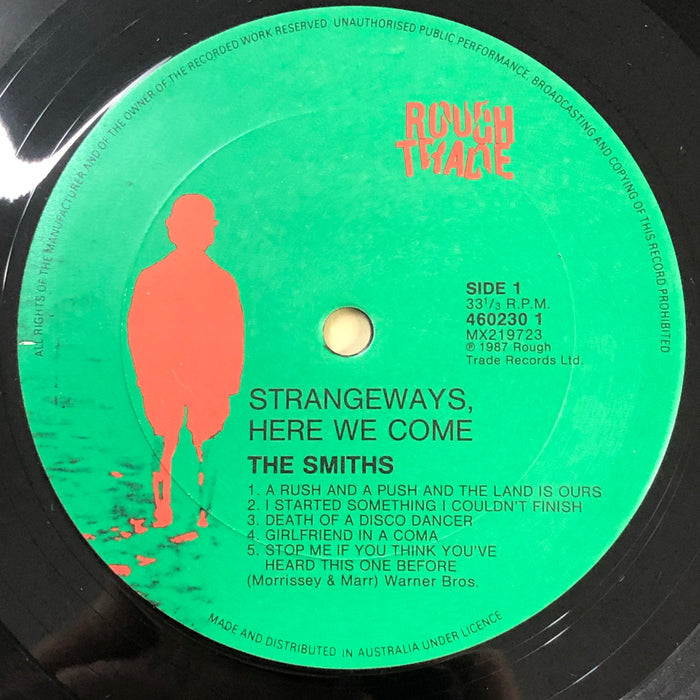 ALL RIGHTS OF THE MANUFACTURER AND OF THE OWNER OF THE RECORDED WORK RESERVED. UNAUTHORISED PUBLIC PERFORMANCE, BROADCASTING AND COPYING OF THIS RECORD PROHIBITED
ROUGH
TRADE
SIDE 1
33¹/₃ R.P.M.
460230 1
MX219723
℗ 1987 Rough
Trade Records Ltd.
STRANGEWAYS,
HERE WE COME
THE SMITHS
1. A RUSH AND A PUSH AND THE LAND IS OURS
2. I STARTED SOMETHING I COULDN'T FINISH
3. DEATH OF A DISCO DANCER
4. GIRLFRIEND IN A COMA
5. STOP ME IF YOU THINK YOU'VE
HEARD THIS ONE BEFORE
(Morrissey & Marr) Warner Bros.
MADE AND DISTRIBUTED IN AUSTRALIA UNDER LICENCE